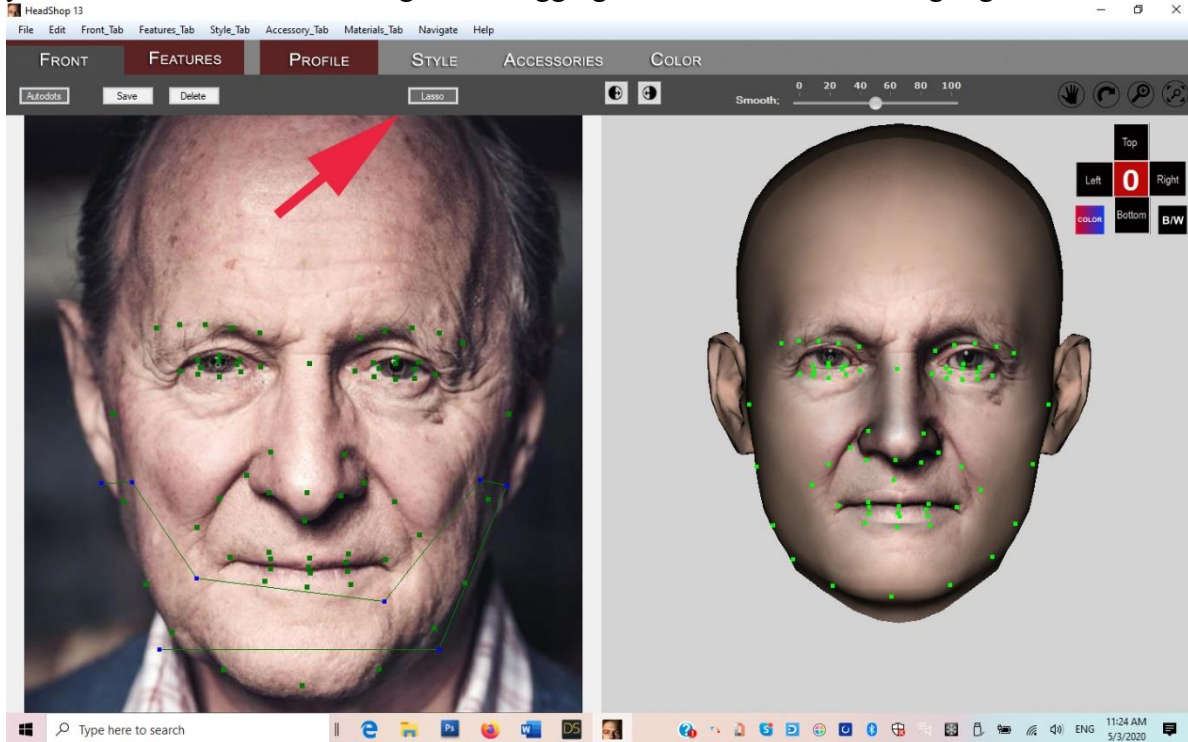 HeadShop 13
File Edit Front_Tab Features_Tab Style_Tab Accessory_Tab Materials_Tab Navigate Help
FRONT FEATURES PROFILE STYLE ACCESSORIES COLOR
Autodots Save Delete Lasso Smooth; 0 20 40 60 80 100
Top
Left 0 Right
COLOR Bottom B/W
Type here to search
Ps W DS
ENG 11:24 AM
5/3/2020